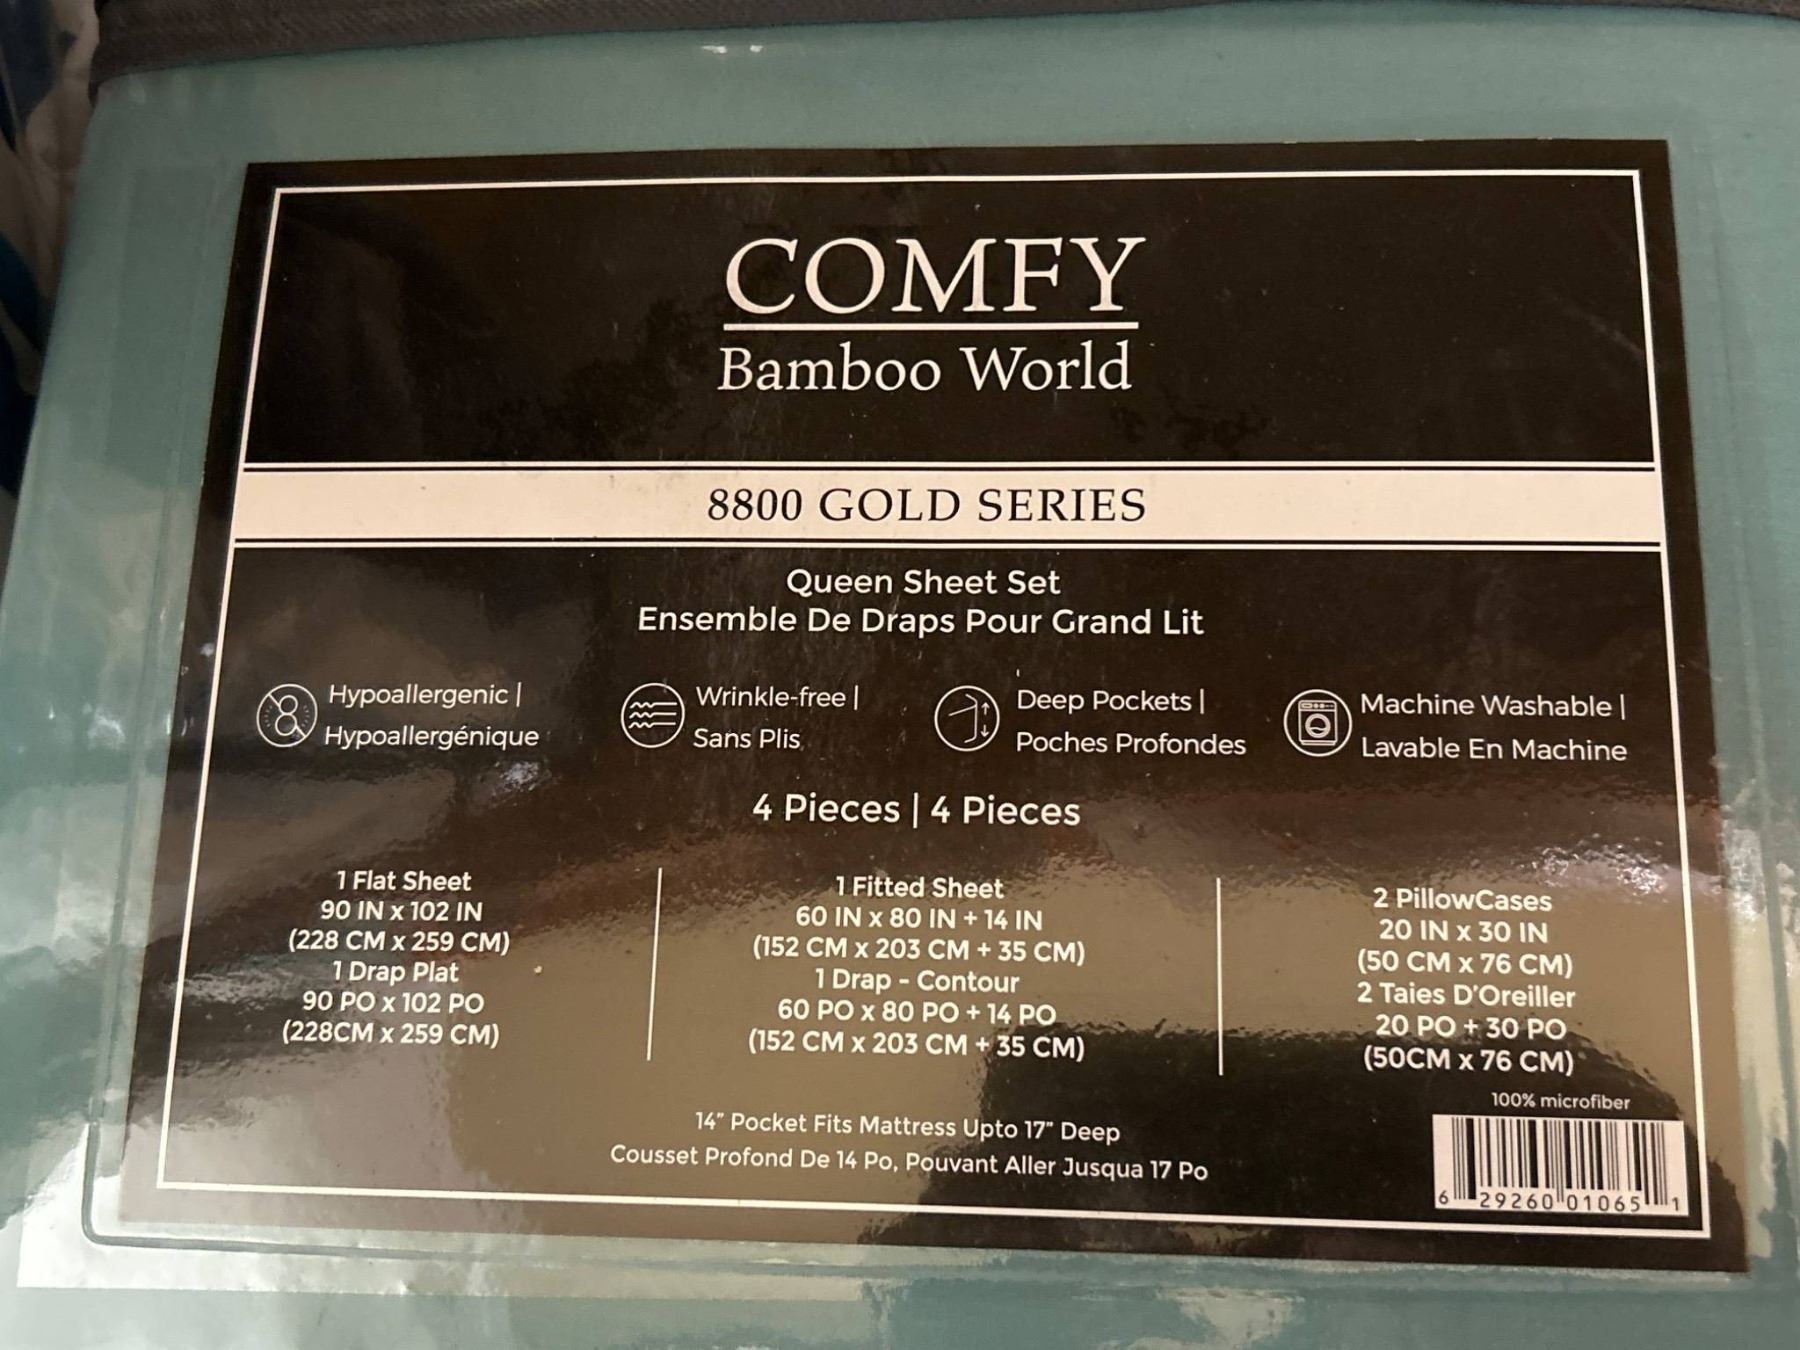 COMFY
Bamboo World
8800 GOLD SERIES
Queen Sheet Set
Ensemble De Draps Pour Grand Lit
Hypoallergenic |
Hypoallergénique
Wrinkle-free |
Sans Plis
Deep Pockets |
Poches Profondes
Machine Washable |
Lavable En Machine
4 Pieces | 4 Pieces
1 Flat Sheet
90 IN x 102 IN
(228 CM x 259 CM)
1 Drap Plat
90 PO x 102 PO
(228CM x 259 CM)
1 Fitted Sheet
60 IN x 80 IN + 14 IN
(152 CM x 203 CM + 35 CM)
1 Drap - Contour
60 PO x 80 PO + 14 PO
(152 CM x 203 CM + 35 CM)
2 PillowCases
20 IN x 30 IN
(50 CM x 76 CM)
2 Taies D'Oreiller
20 PO + 30 PO
(50CM x 76 CM)
14" Pocket Fits Mattress Upto 17" Deep
Cousset Profond De 14 Po, Pouvant Aller Jusqua 17 Po
100% microfiber
6 29260 01065 1